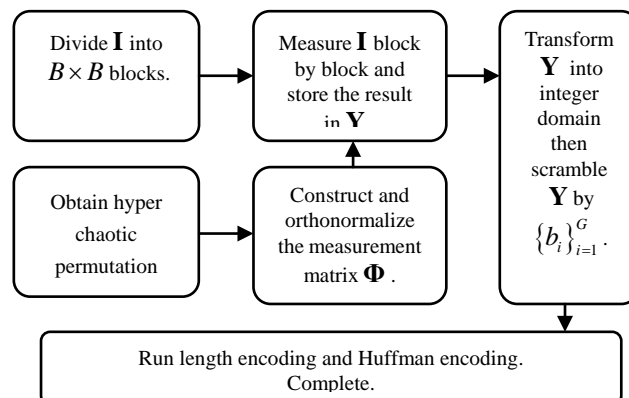 Divide I into
B × B blocks.
Measure I block
by block and
store the result
in Y
Transform
Y into
integer
domain
then
scramble
Y by
{b_i}_{i=1}^{G} .
Obtain hyper
chaotic
permutation
Construct and
orthonormalize
the measurement
matrix Φ .
Run length encoding and Huffman encoding.
Complete.